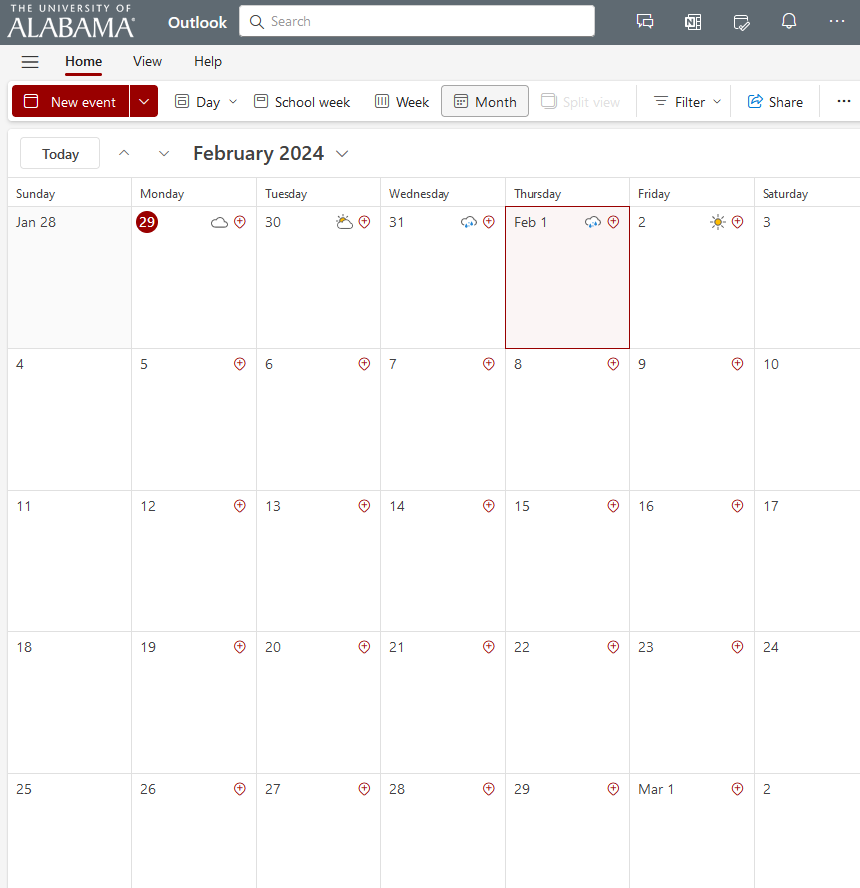 THE UNIVERSITY OF
ALABAMA®
Outlook
Search
Home View Help
New event Day School week Week Month Split view Filter Share
Today February 2024
Sunday Monday Tuesday Wednesday Thursday Friday Saturday
Jan 28 29 30 31 Feb 1 2 3
4 5 6 7 8 9 10
11 12 13 14 15 16 17
18 19 20 21 22 23 24
25 26 27 28 29 Mar 1 2